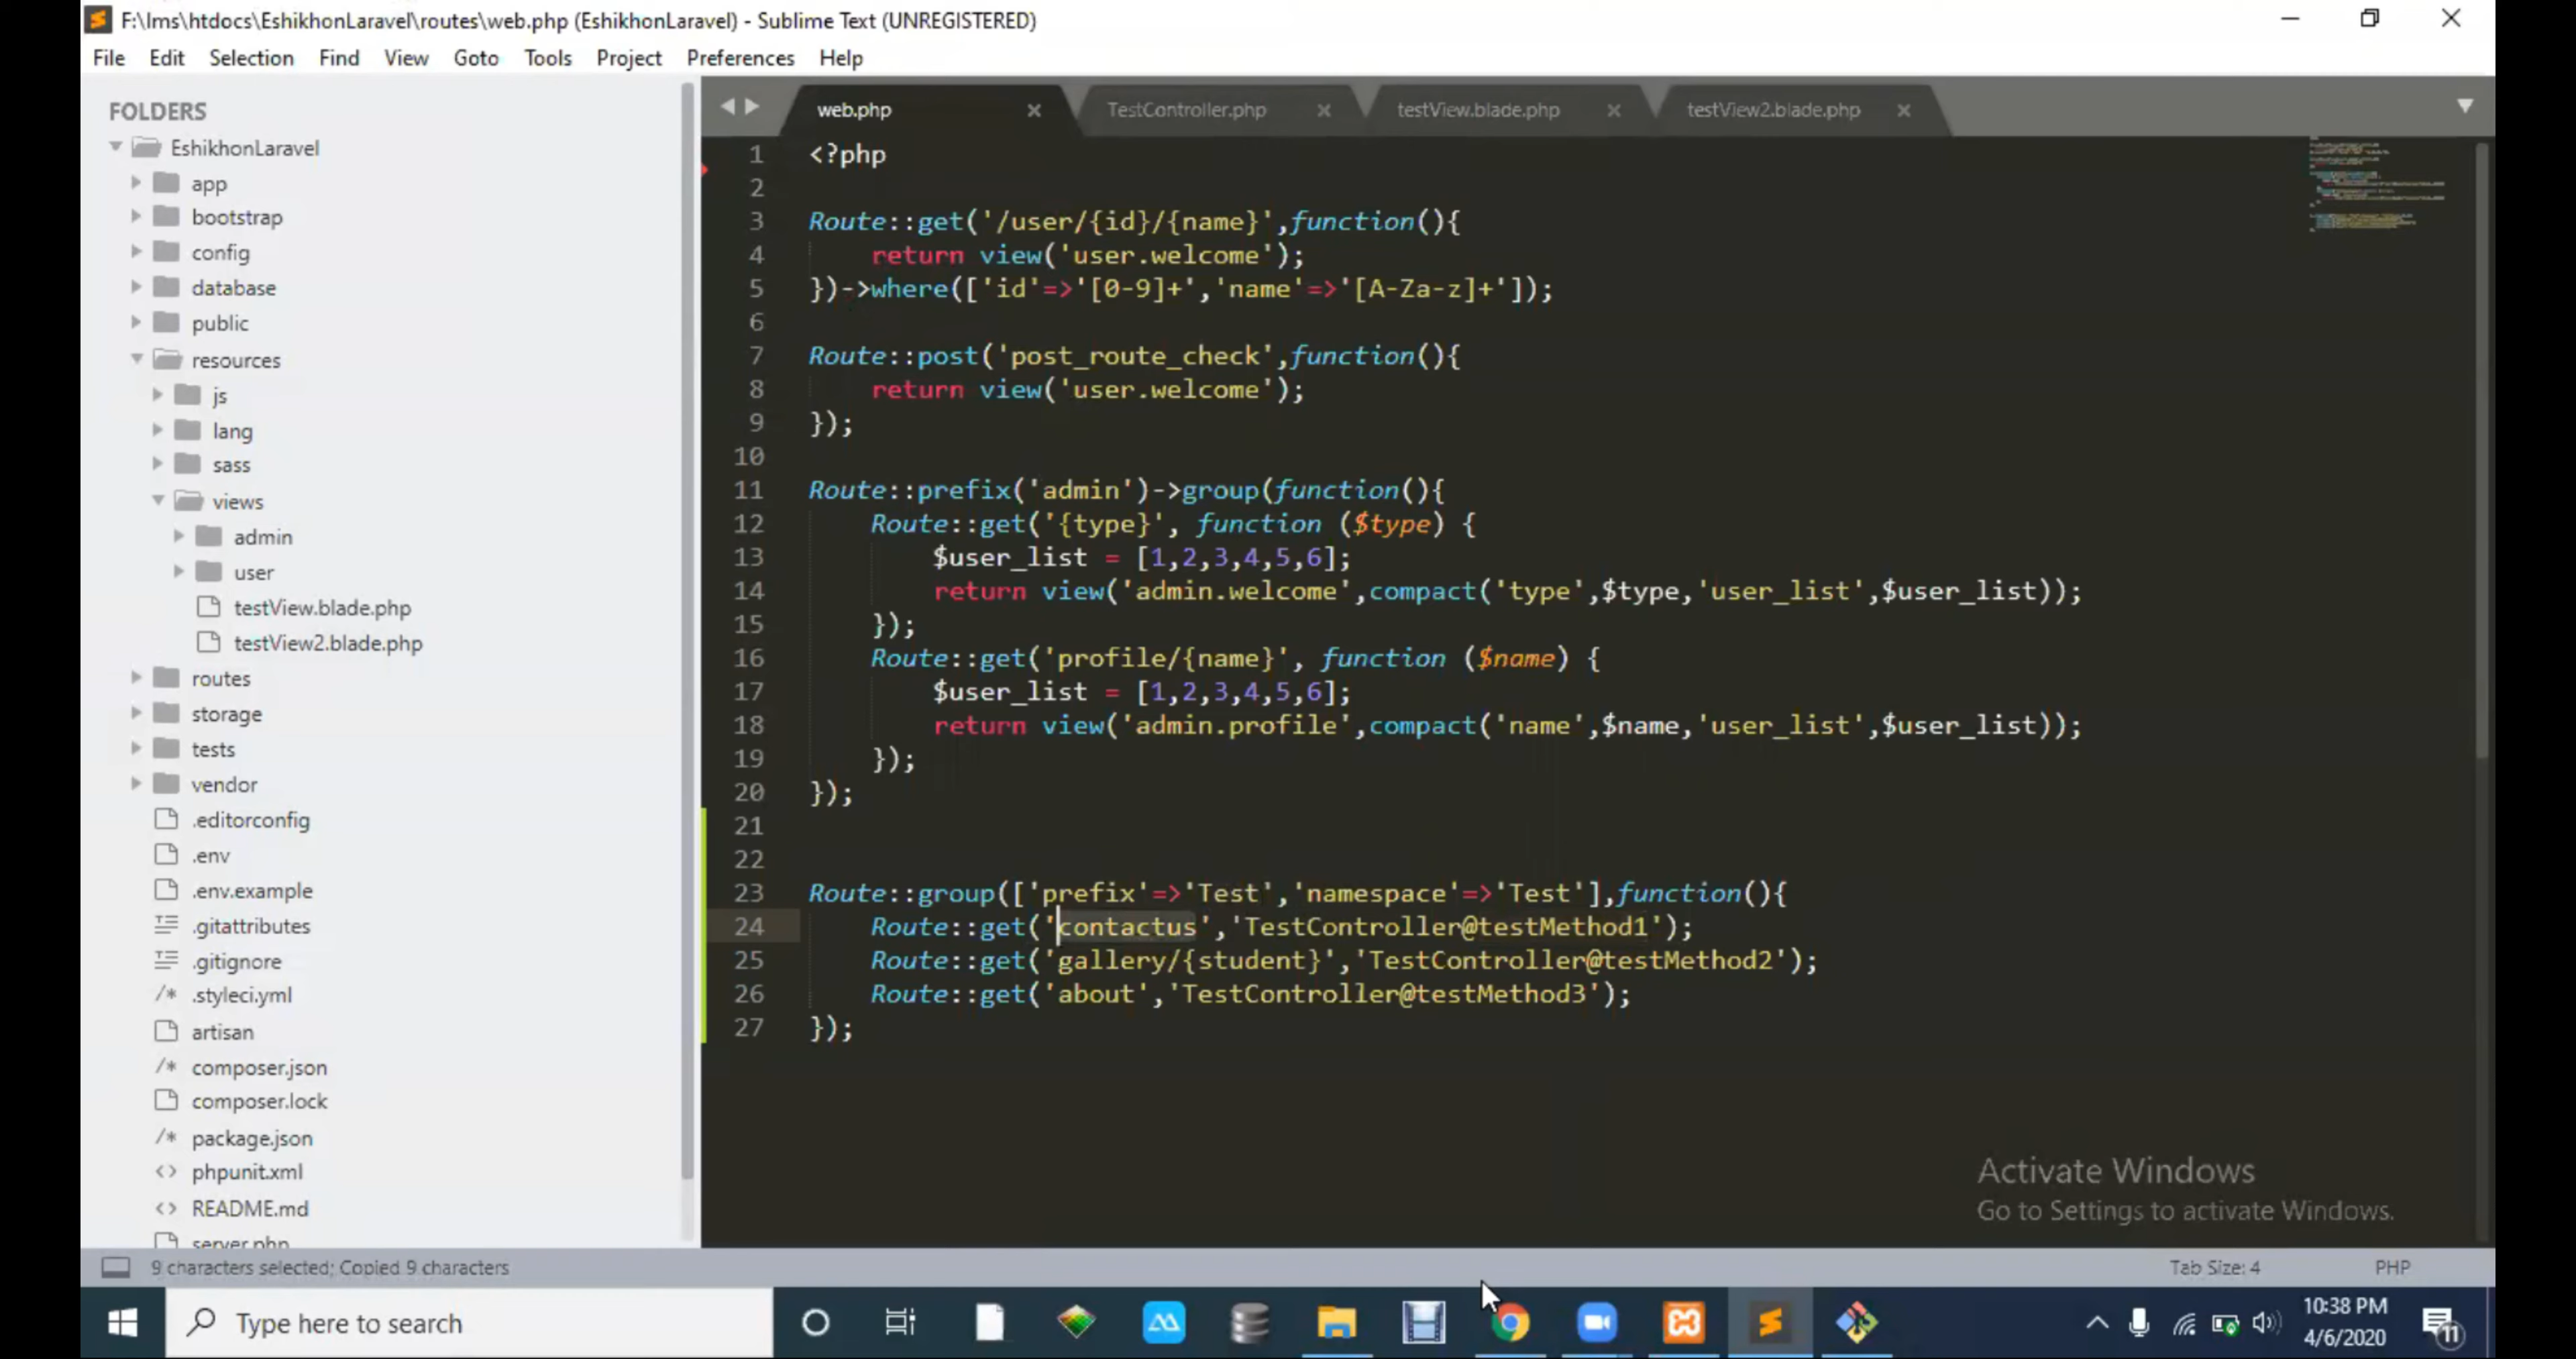 F:\lms\htdocs\EshikhonLaravel\routes\web.php (EshikhonLaravel) - Sublime Text (UNREGISTERED)
File Edit Selection Find View Goto Tools Project Preferences Help
FOLDERS
EshikhonLaravel
app
bootstrap
config
database
public
resources
js
lang
sass
views
admin
user
testView.blade.php
testView2.blade.php
routes
storage
tests
vendor
.editorconfig
.env
.env.example
.gitattributes
.gitignore
/* .styleci.yml
artisan
/* composer.json
composer.lock
/* package.json
<> phpunit.xml
<> README.md
server.php
web.php TestController.php testView.blade.php testView2.blade.php
1 <?php
2
3 Route::get('/user/{id}/{name}',function(){
4     return view('user.welcome');
5 })->where(['id'=>'[0-9]+','name'=>'[A-Za-z]+']);
6
7 Route::post('post_route_check',function(){
8     return view('user.welcome');
9 });
10
11 Route::prefix('admin')->group(function(){
12     Route::get('{type}', function ($type) {
13         $user_list = [1,2,3,4,5,6];
14         return view('admin.welcome',compact('type',$type,'user_list',$user_list));
15     });
16     Route::get('profile/{name}', function ($name) {
17         $user_list = [1,2,3,4,5,6];
18         return view('admin.profile',compact('name',$name,'user_list',$user_list));
19     });
20 });
21
22
23 Route::group(['prefix'=>'Test','namespace'=>'Test'],function(){
24     Route::get('contactus','TestController@testMethod1');
25     Route::get('gallery/{student}','TestController@testMethod2');
26     Route::get('about','TestController@testMethod3');
27 });
Activate Windows
Go to Settings to activate Windows.
9 characters selected; Copied 9 characters Tab Size: 4 PHP
Type here to search
10:38 PM
4/6/2020
11